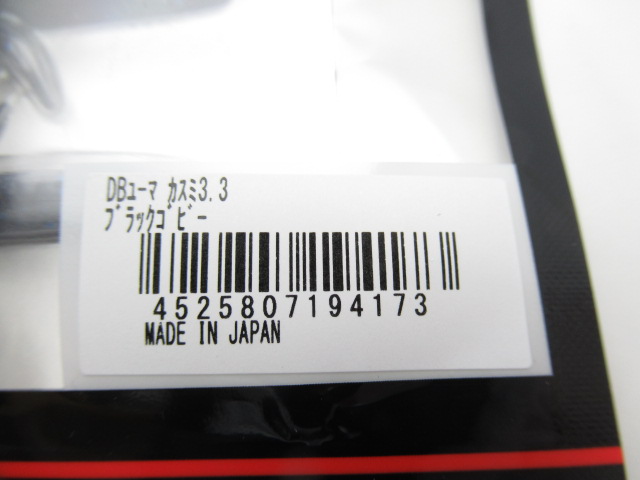 DBﾕｰﾏ ｶｽﾐ3.3
ﾌﾞﾗｯｸｺﾞﾋﾞｰ
4525807194173
MADE IN JAPAN